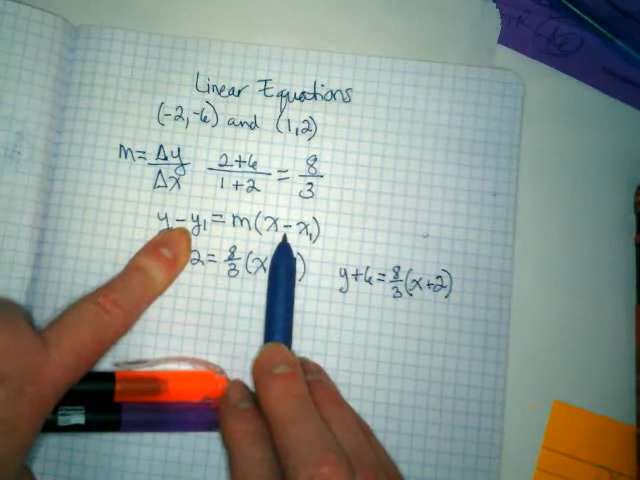 Linear Equations
(-2,-6) and (1,2)
m = Δy/Δx (2+6)/(1+2) = 8/3
y - y₁ = m(x - x₁)
2 = 8/3 (x )
y + 6 = 8/3 (x+2)